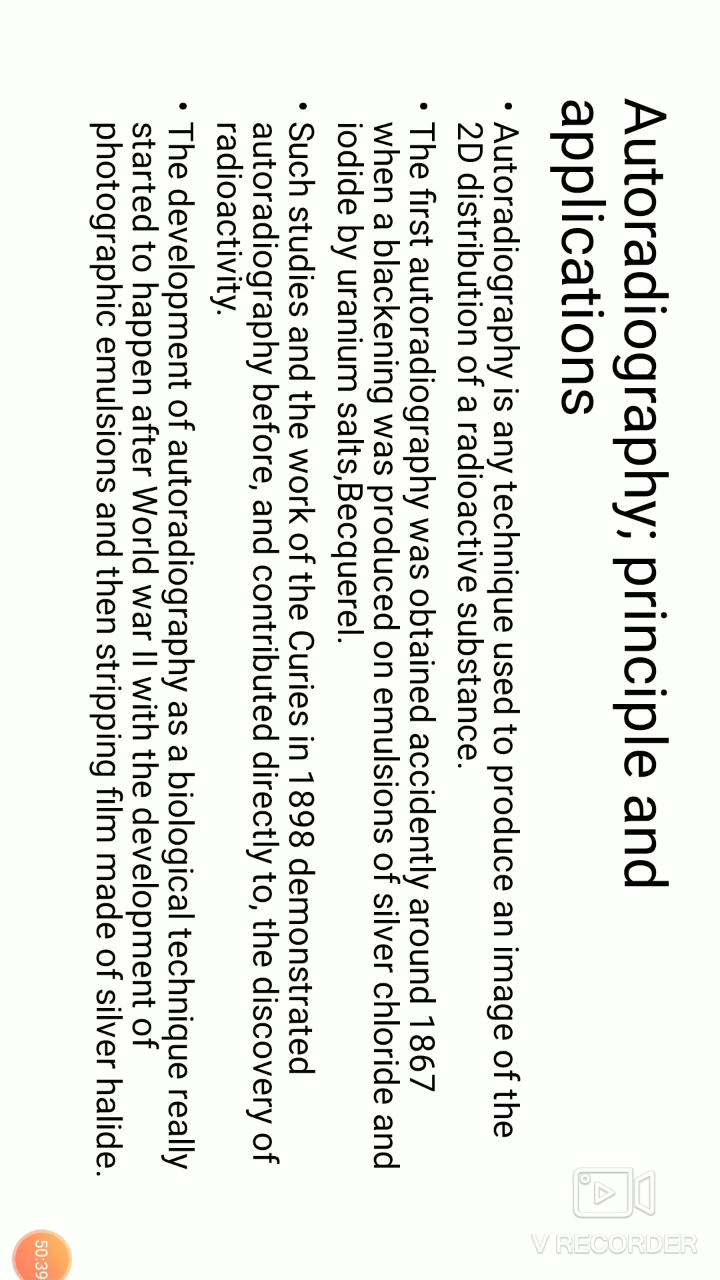 Autoradiography; principle and
applications
• Autoradiography is any technique used to produce an image of the
2D distribution of a radioactive substance.
• The first autoradiography was obtained accidently around 1867
when a blackening was produced on emulsions of silver chloride and
iodide by uranium salts,Becquerel.
• Such studies and the work of the Curies in 1898 demonstrated
autoradiography before, and contributed directly to, the discovery of
radioactivity.
• The development of autoradiography as a biological technique really
started to happen after World war II with the development of
photographic emulsions and then stripping film made of silver halide.
V RECORDER
50:39